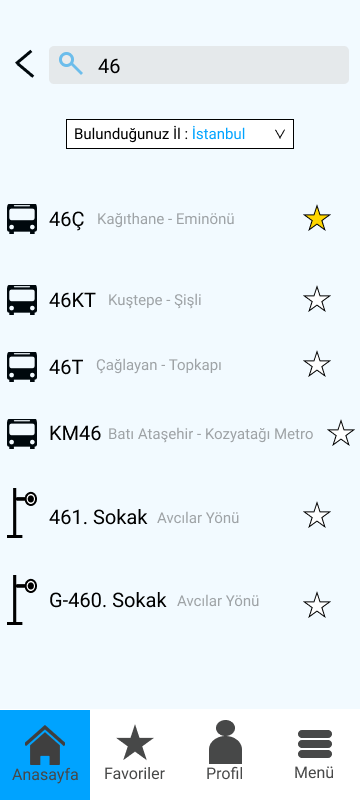 46
Bulunduğunuz İl : İstanbul
46Ç Kağıthane - Eminönü
46KT Kuştepe - Şişli
46T Çağlayan - Topkapı
KM46 Batı Ataşehir - Kozyatağı Metro
461. Sokak Avcılar Yönü
G-460. Sokak Avcılar Yönü
Anasayfa Favoriler Profil Menü